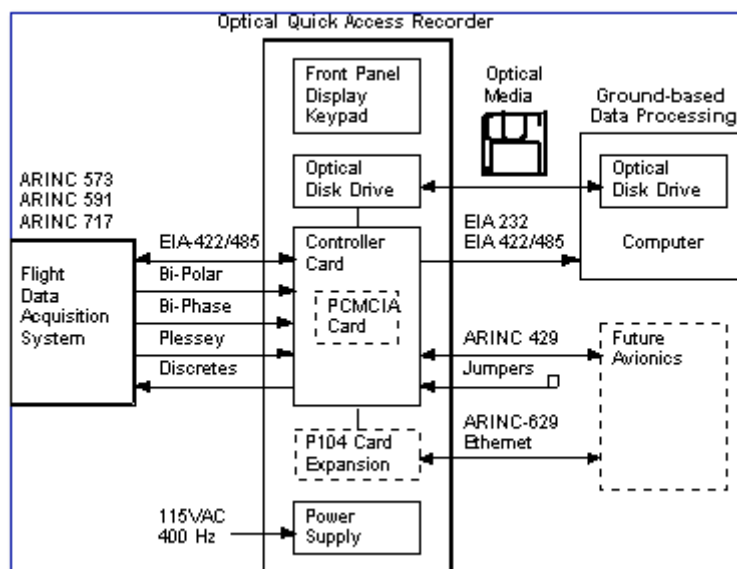 Optical Quick Access Recorder
Front Panel
Display
Keypad
Optical
Media
Ground-based
Data Processing
Optical
Disk Drive
Optical
Disk Drive
ARINC 573
ARINC 591
ARINC 717
EIA-422/485
Controller
Card
EIA 232
EIA 422/485
Computer
Flight
Data
Acquisition
System
Bi-Polar
Bi-Phase
Plessey
Discretes
PCMCIA
Card
ARINC 429
Jumpers
Future
Avionics
ARINC-629
Ethernet
P104 Card
Expansion
115VAC
400 Hz
Power
Supply